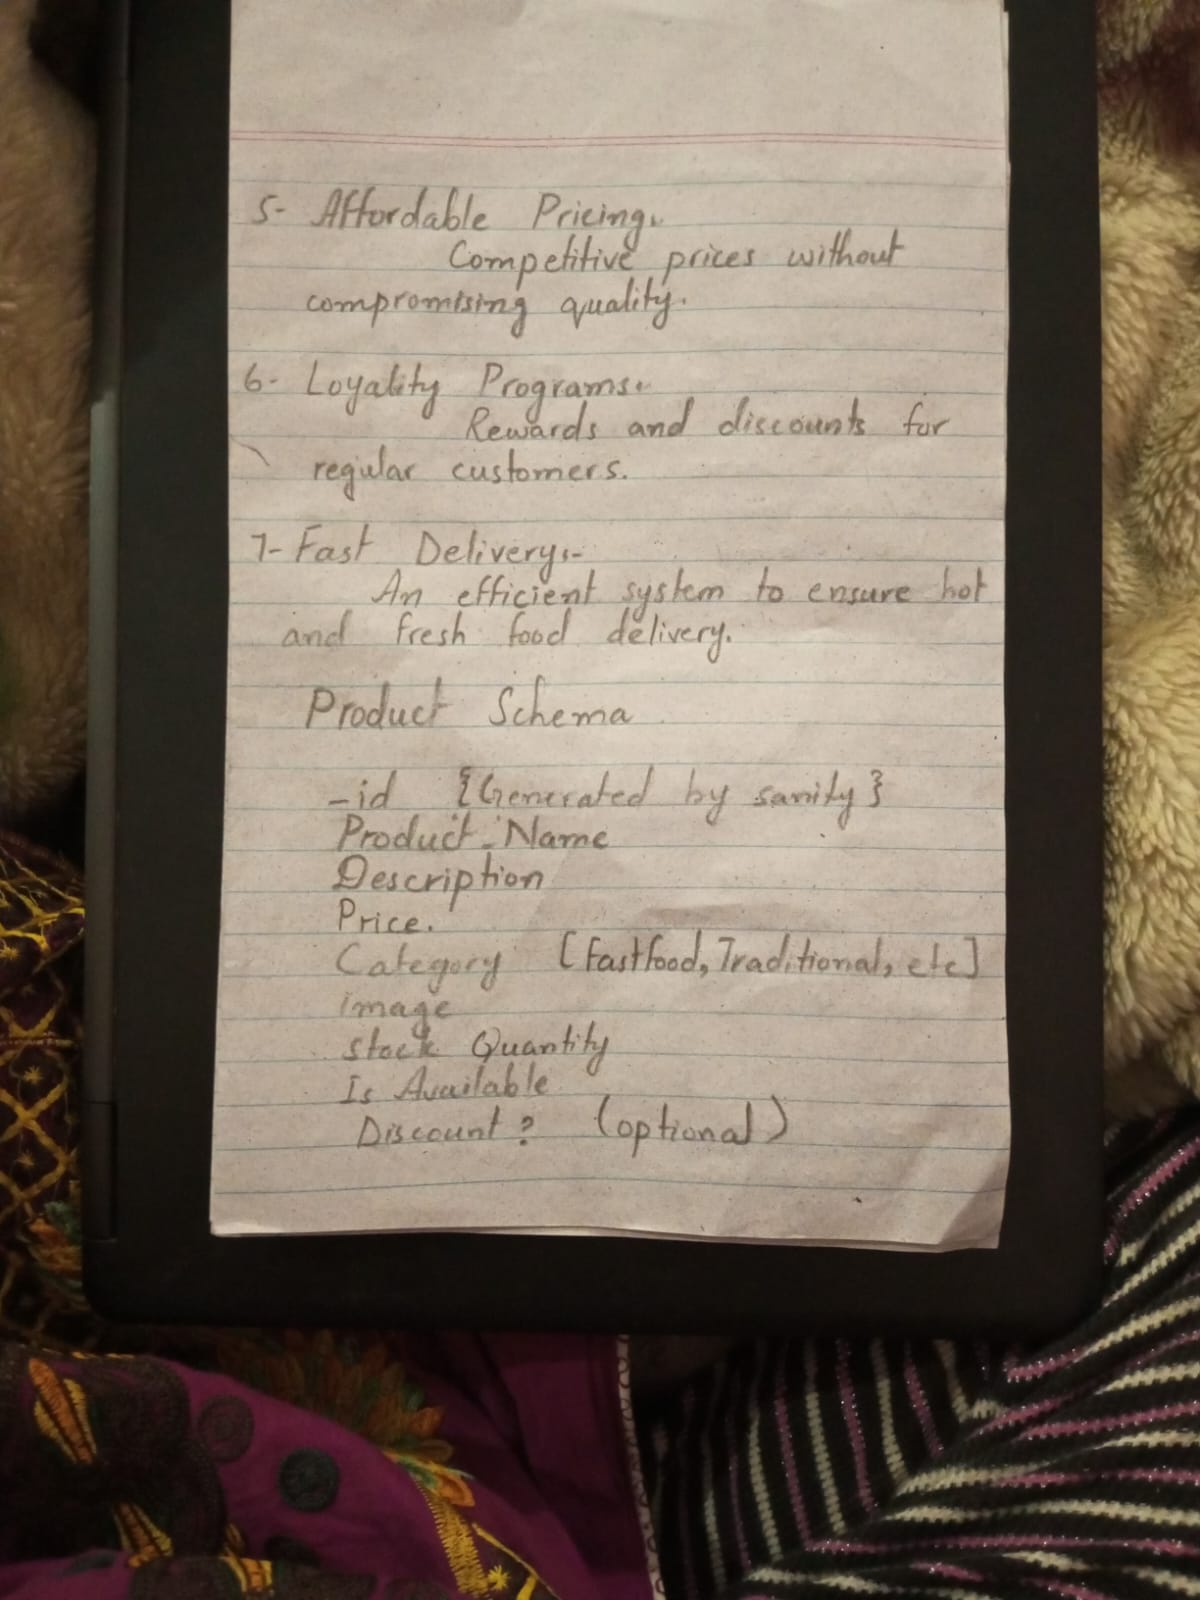 5- Affordable Pricing:
Competitive prices without
compromising quality.
6- Loyality Programs:
Rewards and discounts for
regular customers.
7- Fast Delivery:-
An efficient system to ensure hot
and fresh food delivery.
Product Schema
-id {Generated by sanity}
Product-Name
Description
Price.
Category [Fastfood, Traditional, etc]
image
stock Quantity
Is Available
Discount? (optional)